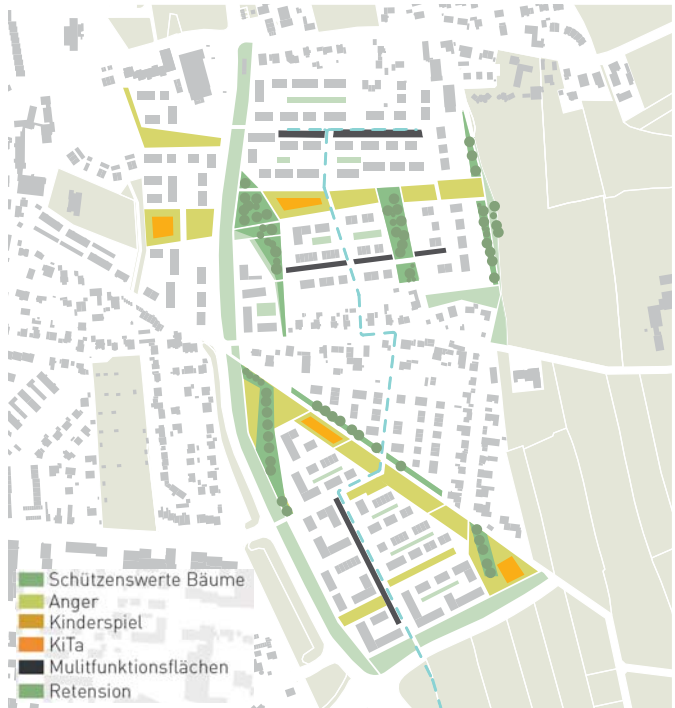 Schützenswerte Bäume
Anger
Kinderspiel
KiTa
Mulitfunktionsflächen
Retension